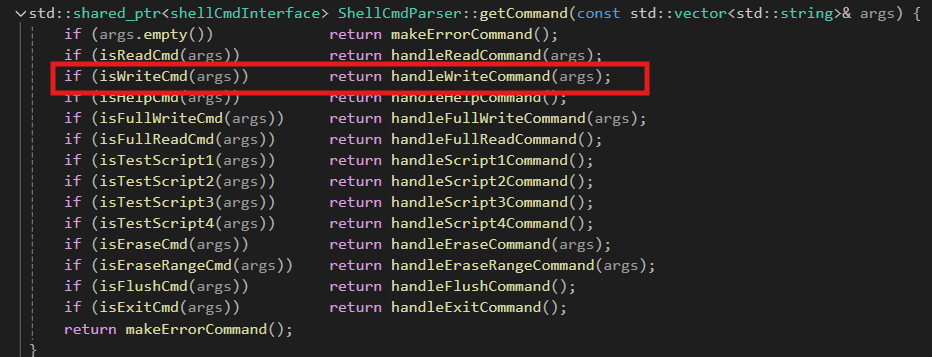 std::shared_ptr<shellCmdInterface> ShellCmdParser::getCommand(const std::vector<std::string>& args) {
    if (args.empty())             return makeErrorCommand();
    if (isReadCmd(args))          return handleReadCommand(args);
    if (isWriteCmd(args))         return handleWriteCommand(args);
    if (isHelpCmd(args))          return handleHelpCommand();
    if (isFullWriteCmd(args))     return handleFullWriteCommand(args);
    if (isFullReadCmd(args))      return handleFullReadCommand();
    if (isTestScript1(args))      return handleScript1Command();
    if (isTestScript2(args))      return handleScript2Command();
    if (isTestScript3(args))      return handleScript3Command();
    if (isTestScript4(args))      return handleScript4Command();
    if (isEraseCmd(args))         return handleEraseCommand(args);
    if (isEraseRangeCmd(args))    return handleEraseRangeCommand(args);
    if (isFlushCmd(args))         return handleFlushCommand();
    if (isExitCmd(args))          return handleExitCommand();
    return makeErrorCommand();
}